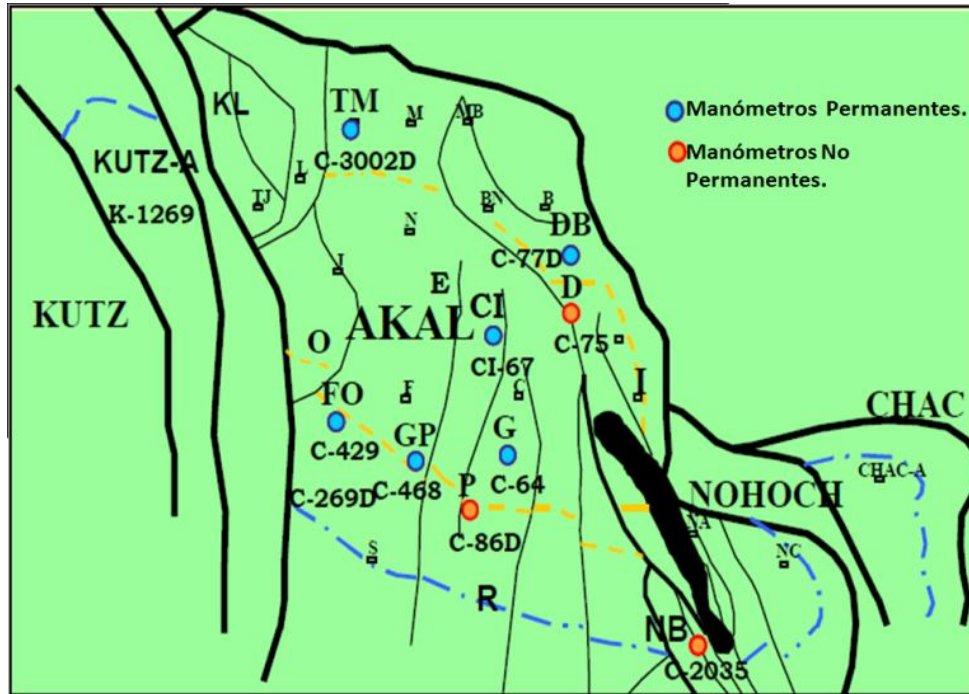 TM
M
MB
KL
Manómetros Permanentes.
C-3002D
Manómetros No
Permanentes.
KUTZ-A
L
K-1269
TJ
BN
B
N
DB
C-77D
J
E
D
KUTZ
AKAL
CI
O
C-75
CI-67
FO
F
C
I
CHAC
C-429
GP
G
CHAC-A
C-269D
C-468
P
C-64
NOHOCH
C-86D
NA
S
NC
R
NB
C-2035